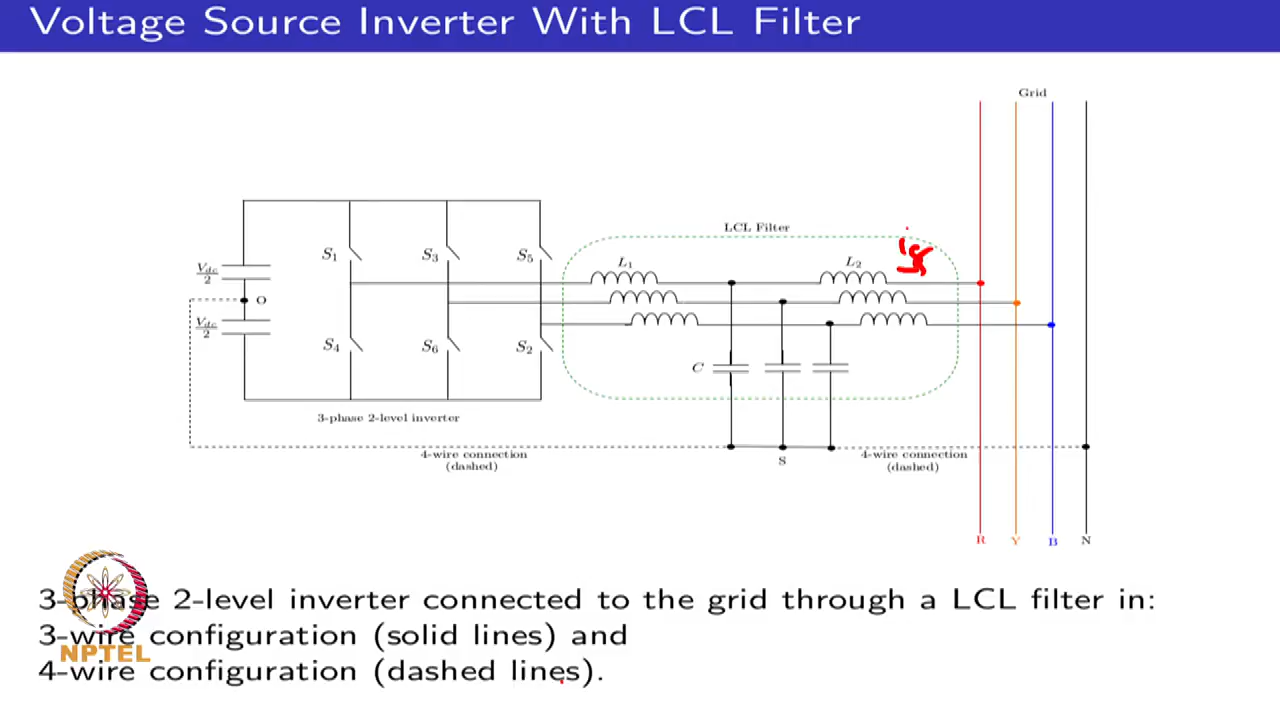 Voltage Source Inverter With LCL Filter
Grid
LCL Filter
S1 S3 S5
L1 L2
Vdc/2
O
Vdc/2
S4 S6 S2
C
3-phase 2-level inverter
4-wire connection
(dashed)
S
4-wire connection
(dashed)
R Y B N
3-phase 2-level inverter connected to the grid through a LCL filter in:
3-wire configuration (solid lines) and
4-wire configuration (dashed lines).
NPTEL